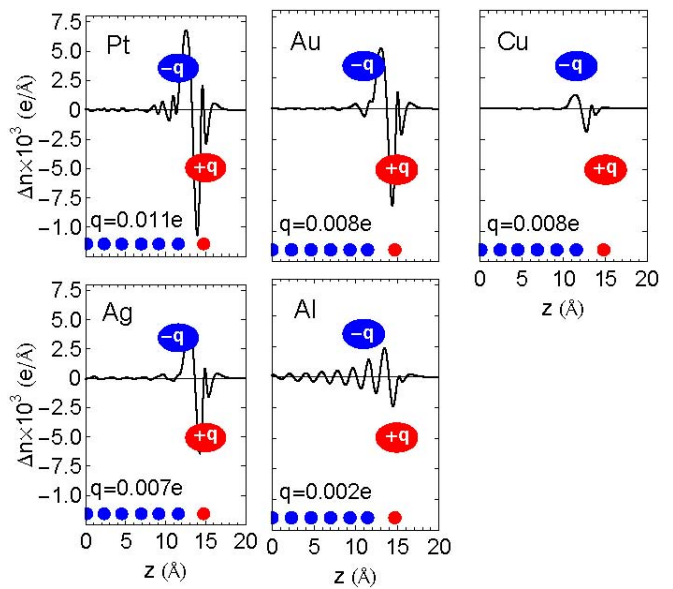 Pt
Au
Cu
7.5
5.0
2.5
0
−2.5
−5.0
−7.5
−1.0
Δn×10³ (e/Å)
−q
+q
q=0.011e
−q
+q
q=0.008e
−q
+q
q=0.008e
0 5 10 15 20
z (Å)
Ag
Al
7.5
5.0
2.5
0
−2.5
−5.0
−7.5
−1.0
Δn×10³ (e/Å)
−q
+q
q=0.007e
−q
+q
q=0.002e
0 5 10 15 20
z (Å)
0 5 10 15 20
z (Å)